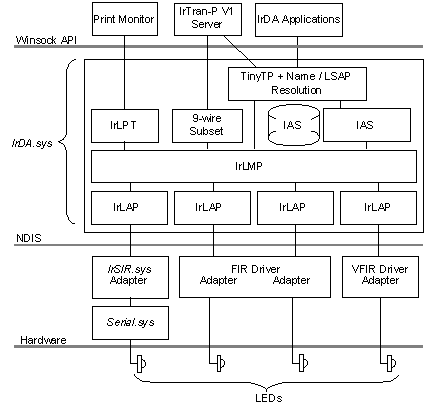 Print Monitor
IrTran-P V1
Server
IrDA Applications
Winsock API
TinyTP + Name / LSAP
Resolution
IrLPT
9-wire
Subset
IAS
IAS
IrDA.sys
IrLMP
IrLAP
IrLAP
IrLAP
IrLAP
NDIS
IrSIR.sys
Adapter
FIR Driver
Adapter
Adapter
VFIR Driver
Adapter
Serial.sys
Hardware
LEDs